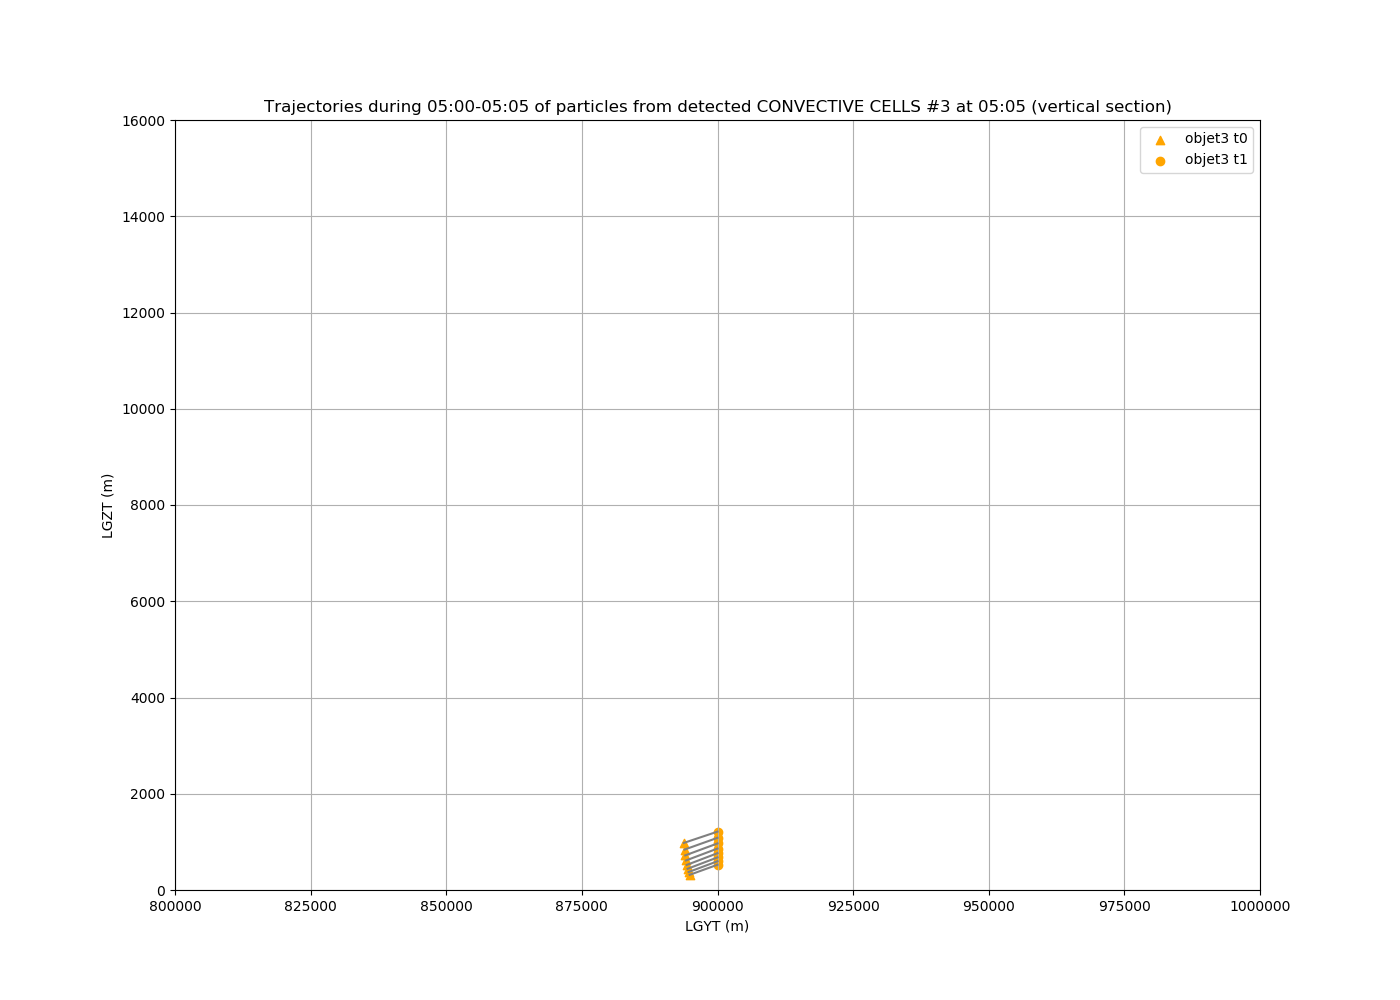 Trajectories during 05:00-05:05 of particles from detected CONVECTIVE CELLS #3 at 05:05 (vertical section)
objet3 t0
objet3 t1
16000
14000
12000
10000
8000
6000
4000
2000
0
LGZT (m)
800000 825000 850000 875000 900000 925000 950000 975000 1000000
LGYT (m)